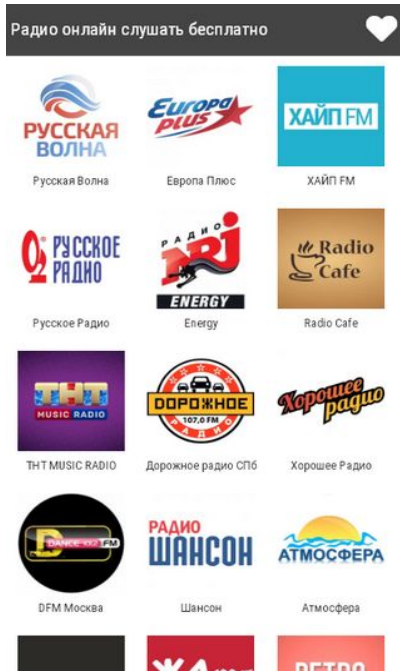 Радио онлайн слушать бесплатно
РУССКАЯ
ВОЛНА
Русская Волна
Europa
PLUS
Европа Плюс
ХАЙП FM
ХАЙП FM
РУССКОЕ
РАДИО
Русское Радио
РАДИО
NRJ
ENERGY
Energy
Radio
Cafe
Radio Cafe
ТНТ
MUSIC RADIO
ТНТ MUSIC RADIO
ДОРОЖНОЕ
107,0 FM
РАДИО
Дорожное радио СПб
Хорошее
радио
Хорошее Радио
D
DANCE
FM
DFM Москва
РАДИО
ШАНСОН
Шансон
АТМОСФЕРА
Атмосфера
РЕТРО